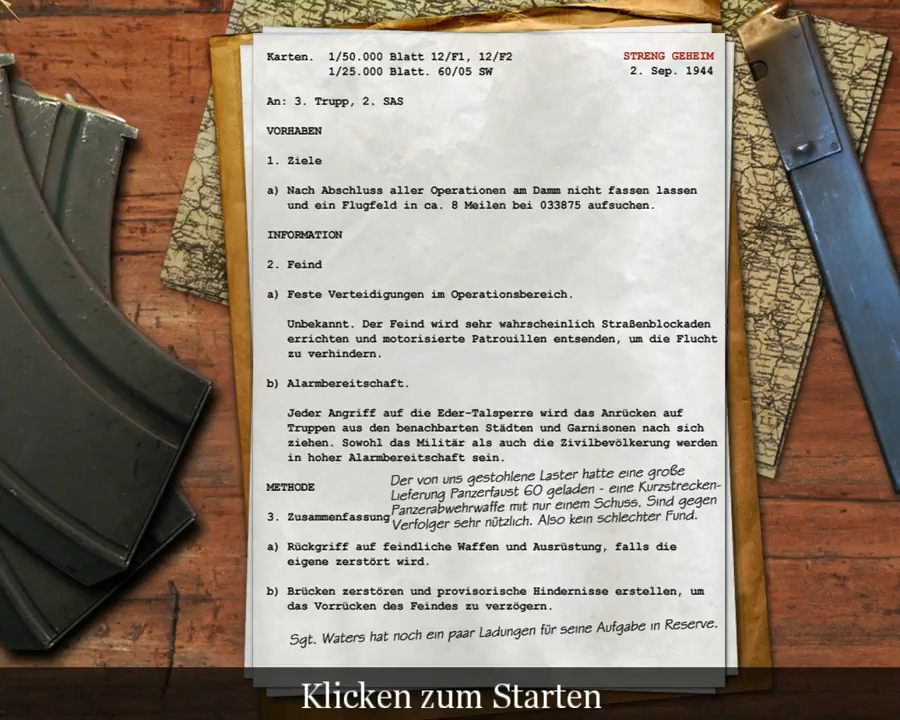 Karten. 1/50.000 Blatt 12/F1, 12/F2 STRENG GEHEIM
1/25.000 Blatt. 60/05 SW 2. Sep. 1944
An: 3. Trupp, 2. SAS
VORHABEN
1. Ziele
a) Nach Abschluss aller Operationen am Damm nicht fassen lassen
und ein Flugfeld in ca. 8 Meilen bei 033875 aufsuchen.
INFORMATION
2. Feind
a) Feste Verteidigungen im Operationsbereich.
Unbekannt. Der Feind wird sehr wahrscheinlich Straßenblockaden
errichten und motorisierte Patrouillen entsenden, um die Flucht
zu verhindern.
b) Alarmbereitschaft.
Jeder Angriff auf die Eder-Talsperre wird das Anrücken auf
Truppen aus den benachbarten Städten und Garnisonen nach sich
ziehen. Sowohl das Militär als auch die Zivilbevölkerung werden
in hoher Alarmbereitschaft sein.
Der von uns gestohlene Laster hatte eine große
Lieferung Panzerfaust 60 geladen - eine Kurzstrecken-
Panzerabwehrwaffe mit nur einem Schuss. Sind gegen
Verfolger sehr nützlich. Also kein schlechter Fund.
METHODE
3. Zusammenfassung
a) Rückgriff auf feindliche Waffen und Ausrüstung, falls die
eigene zerstört wird.
b) Brücken zerstören und provisorische Hindernisse erstellen, um
das Vorrücken des Feindes zu verzögern.
Sgt. Waters hat noch ein paar Ladungen für seine Aufgabe in Reserve.
Klicken zum Starten